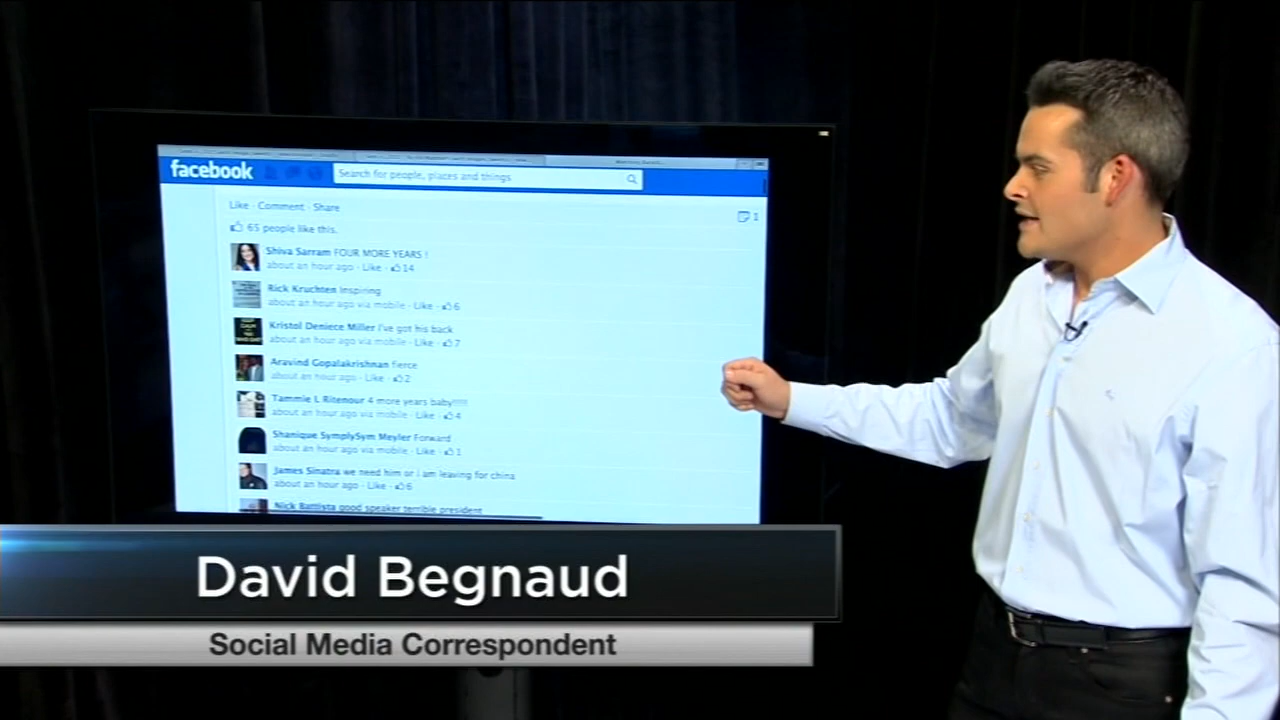 facebook
Search for people, places and things
Like · Comment · Share
1
65 people like this.
Shiva Sarram FOUR MORE YEARS !
about an hour ago · Like · 14
Rick Kruchten Inspiring
about an hour ago via mobile · Like · 6
Kristol Deniece Miller i've got his back
about an hour ago via mobile · Like · 7
Aravind Gopalakrishnan fierce
about an hour ago · Like · 2
Tammie L Ritenour 4 more years baby!!!!!
about an hour ago via mobile · Like · 4
Shanique SymplySym Meyler Forward
about an hour ago via mobile · Like · 1
James Sinatra we need him or i am leaving for china
about an hour ago · Like · 6
Nick Battista good speaker terrible president
David Begnaud
Social Media Correspondent